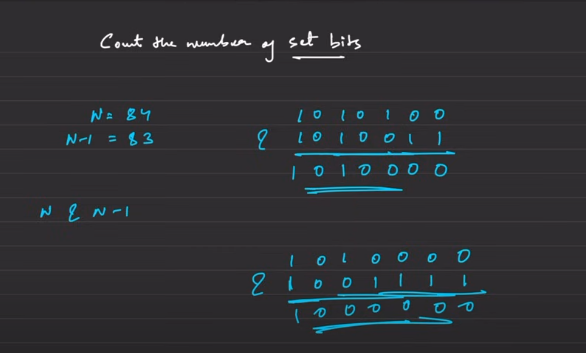 Count the number of set bits
N = 84
N-1 = 83
1 0 1 0 1 0 0
& 1 0 1 0 0 1 1
1 0 1 0 0 0 0
N & N-1
1 0 1 0 0 0 0
& 1 0 0 1 1 1 1
1 0 0 0 0 0 0